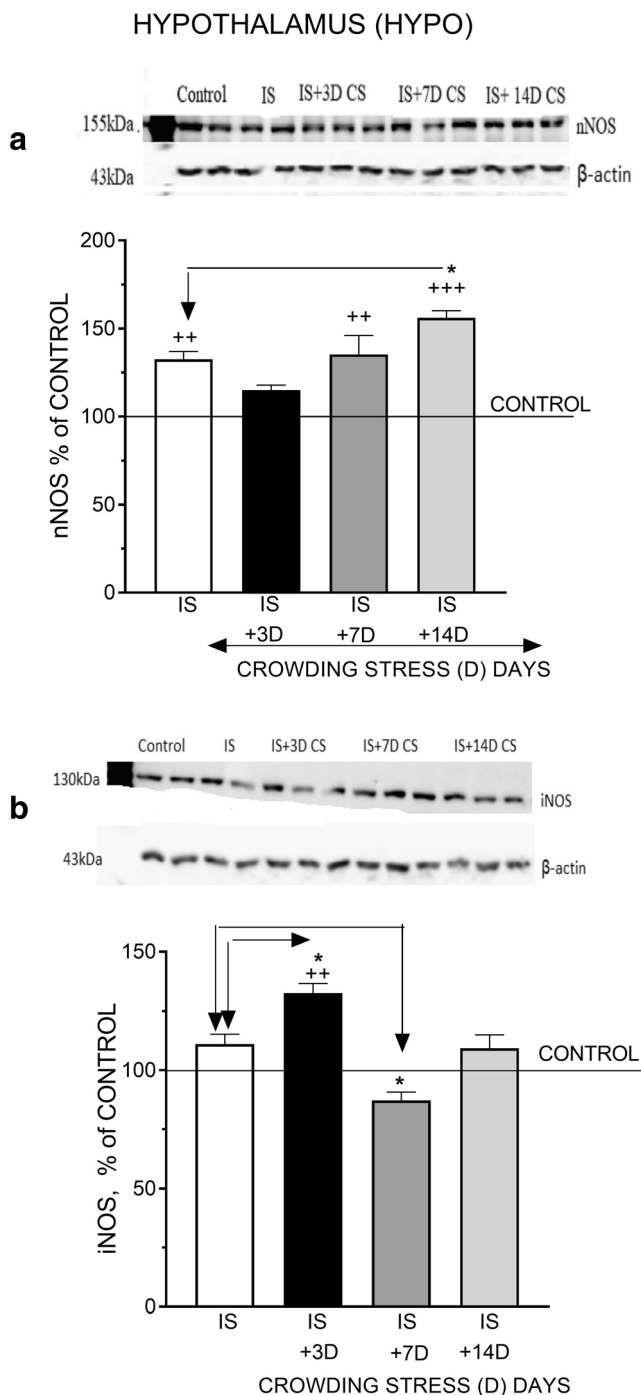 HYPOTHALAMUS (HYPO)
a
Control IS IS+3D CS IS+7D CS IS+ 14D CS
155kDa nNOS
43kDa β-actin
200
150
100
50
0
nNOS % of CONTROL
*
++ ++ +++
CONTROL
IS IS IS IS
+3D +7D +14D
CROWDING STRESS (D) DAYS
b
Control IS IS+3D CS IS+7D CS IS+14D CS
130kDa iNOS
43kDa β-actin
150
100
50
0
iNOS, % of CONTROL
*
++
*
CONTROL
IS IS IS IS
+3D +7D +14D
CROWDING STRESS (D) DAYS